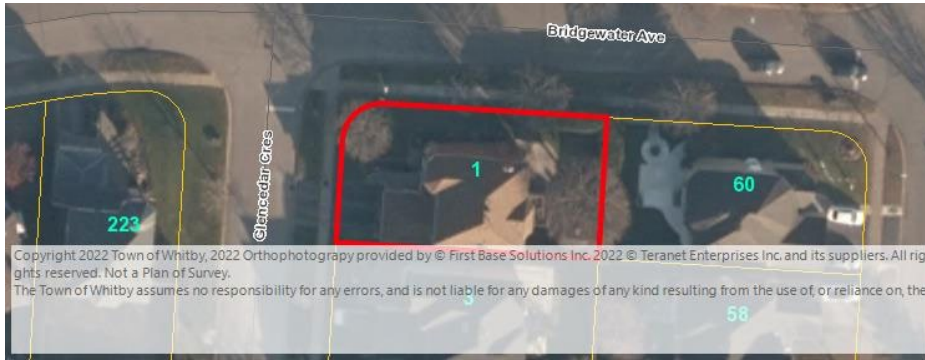 Bridgewater Ave
Glencedar Cres
1
60
223
Copyright 2022 Town of Whitby, 2022 Orthophotograpy provided by © First Base Solutions Inc. 2022 © Teranet Enterprises Inc. and its suppliers. All rig
ghts reserved. Not a Plan of Survey.
The Town of Whitby assumes no responsibility for any errors, and is not liable for any damages of any kind resulting from the use of, or reliance on, the
3
58